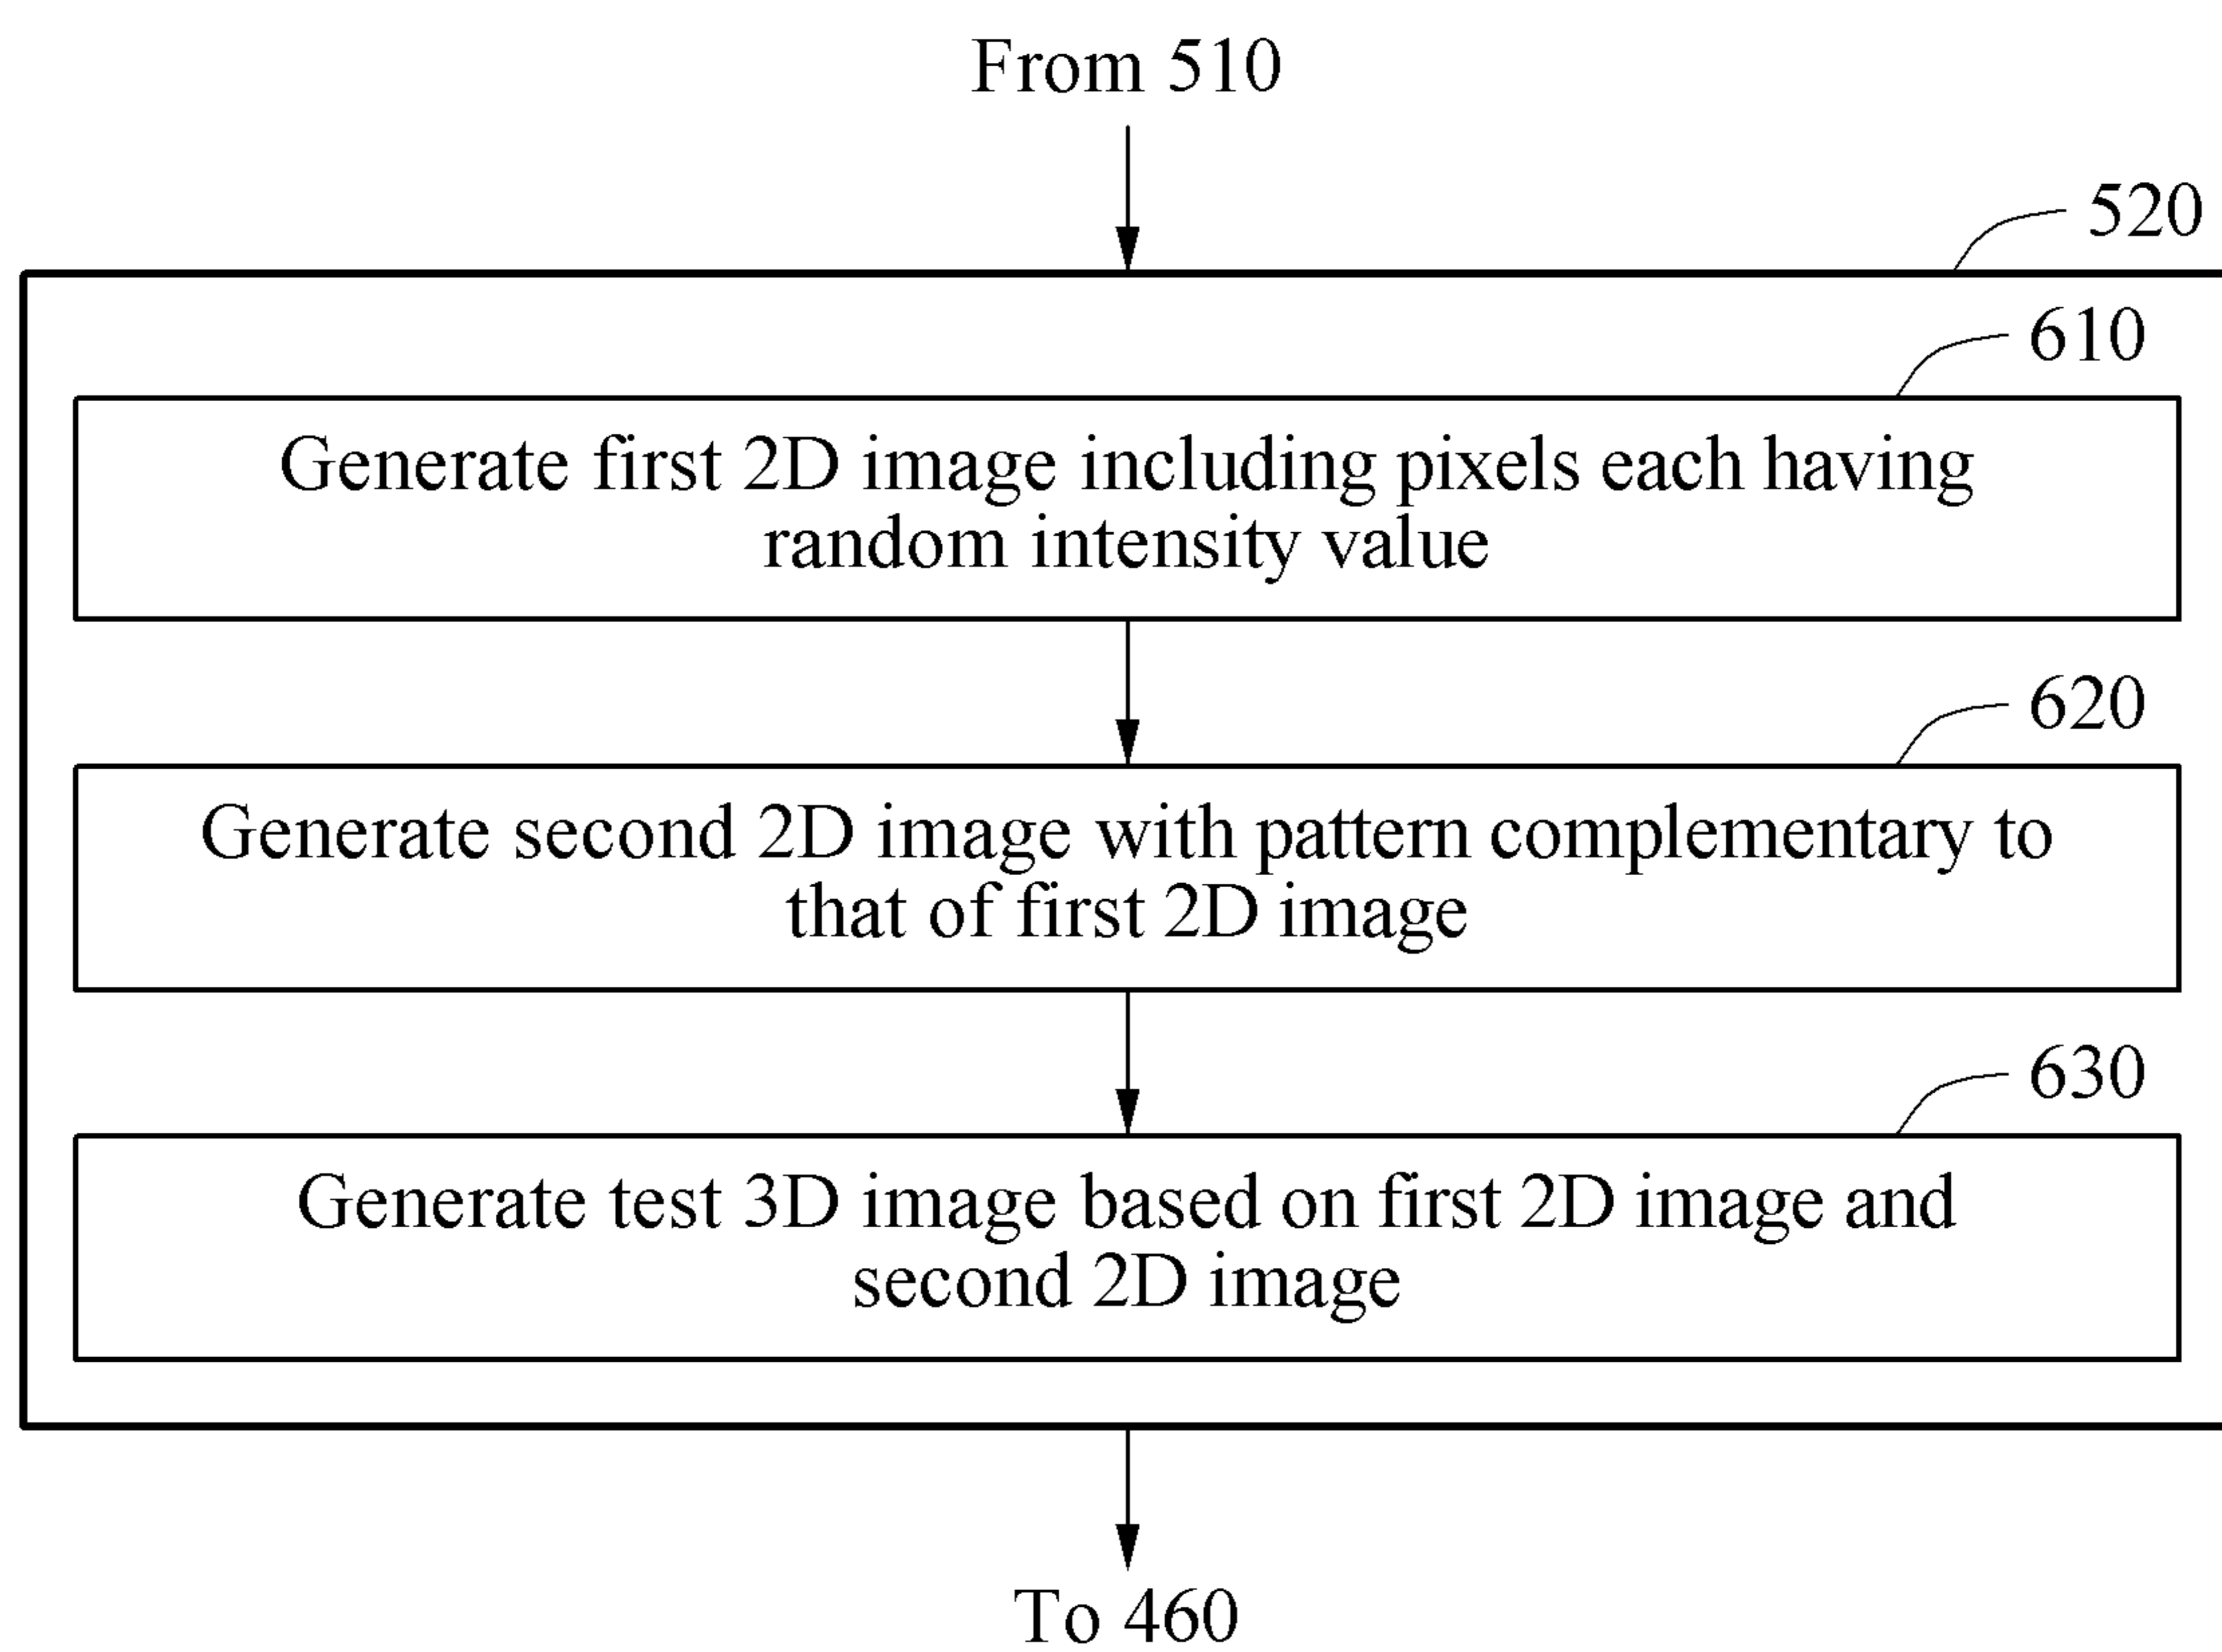 From 510
520
610
Generate first 2D image including pixels each having
random intensity value
620
Generate second 2D image with pattern complementary to
that of first 2D image
630
Generate test 3D image based on first 2D image and
second 2D image
To 460